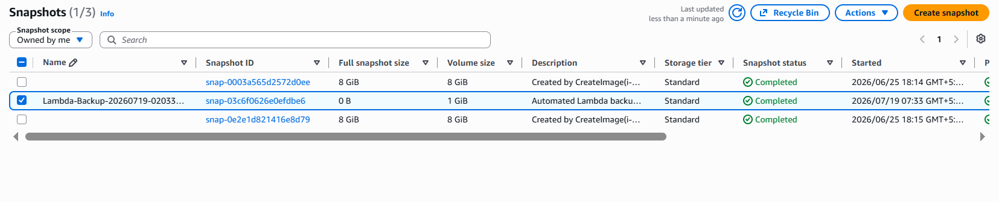 Snapshots (1/3) Info
Last updated
less than a minute ago
Recycle Bin
Actions
Create snapshot
Snapshot scope
Owned by me
Search
1
Name Snapshot ID Full snapshot size Volume size Description Storage tier Snapshot status Started P
snap-0003a565d2572d0ee 8 GiB 8 GiB Created by CreateImage(i-... Standard Completed 2026/06/25 18:14 GMT+5:...
Lambda-Backup-20260719-02033... snap-03c6f0626e0efdbe6 0 B 1 GiB Automated Lambda backu... Standard Completed 2026/07/19 07:33 GMT+5:...
snap-0e2e1d821416e8d79 8 GiB 8 GiB Created by CreateImage(i-... Standard Completed 2026/06/25 18:15 GMT+5:...